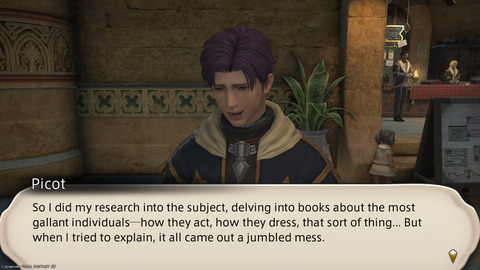 Picot
So I did my research into the subject, delving into books about the most
gallant individuals—how they act, how they dress, that sort of thing... But
when I tried to explain, it all came out a jumbled mess.